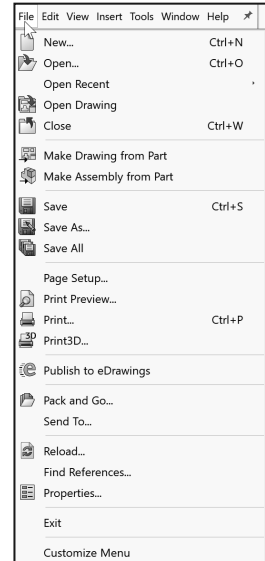 File Edit View Insert Tools Window Help
New... Ctrl+N
Open... Ctrl+O
Open Recent
Open Drawing
Close Ctrl+W
Make Drawing from Part
Make Assembly from Part
Save Ctrl+S
Save As...
Save All
Page Setup...
Print Preview...
Print... Ctrl+P
3D Print3D...
Publish to eDrawings
Pack and Go...
Send To...
Reload...
Find References...
Properties...
Exit
Customize Menu